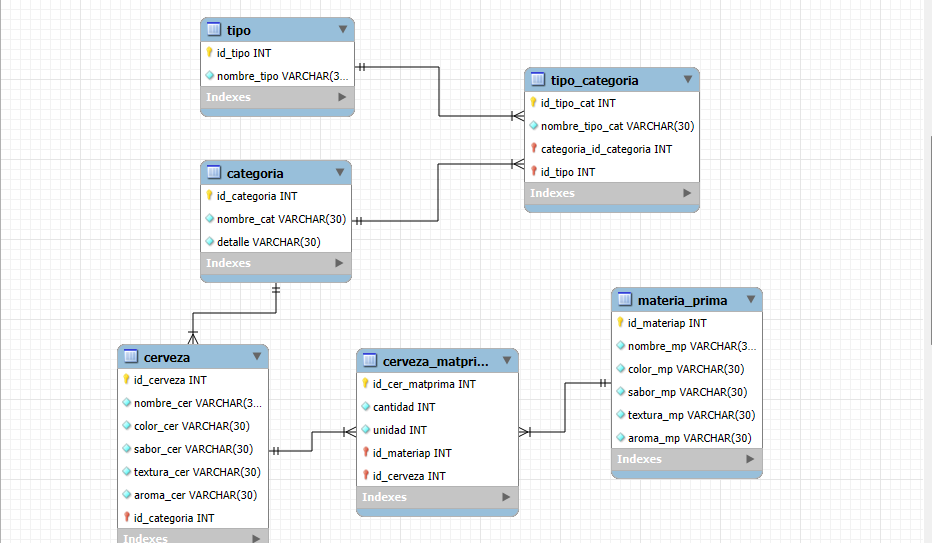 tipo
id_tipo INT
nombre_tipo VARCHAR(3...
Indexes
tipo_categoria
id_tipo_cat INT
nombre_tipo_cat VARCHAR(30)
categoria_id_categoria INT
id_tipo INT
Indexes
categoria
id_categoria INT
nombre_cat VARCHAR(30)
detalle VARCHAR(30)
Indexes
materia_prima
id_materiap INT
nombre_mp VARCHAR(3...
color_mp VARCHAR(30)
sabor_mp VARCHAR(30)
textura_mp VARCHAR(30)
aroma_mp VARCHAR(30)
Indexes
cerveza
id_cerveza INT
nombre_cer VARCHAR(3...
color_cer VARCHAR(30)
sabor_cer VARCHAR(30)
textura_cer VARCHAR(30)
aroma_cer VARCHAR(30)
id_categoria INT
Indexes
cerveza_matpri...
id_cer_matprima INT
cantidad INT
unidad INT
id_materiap INT
id_cerveza INT
Indexes